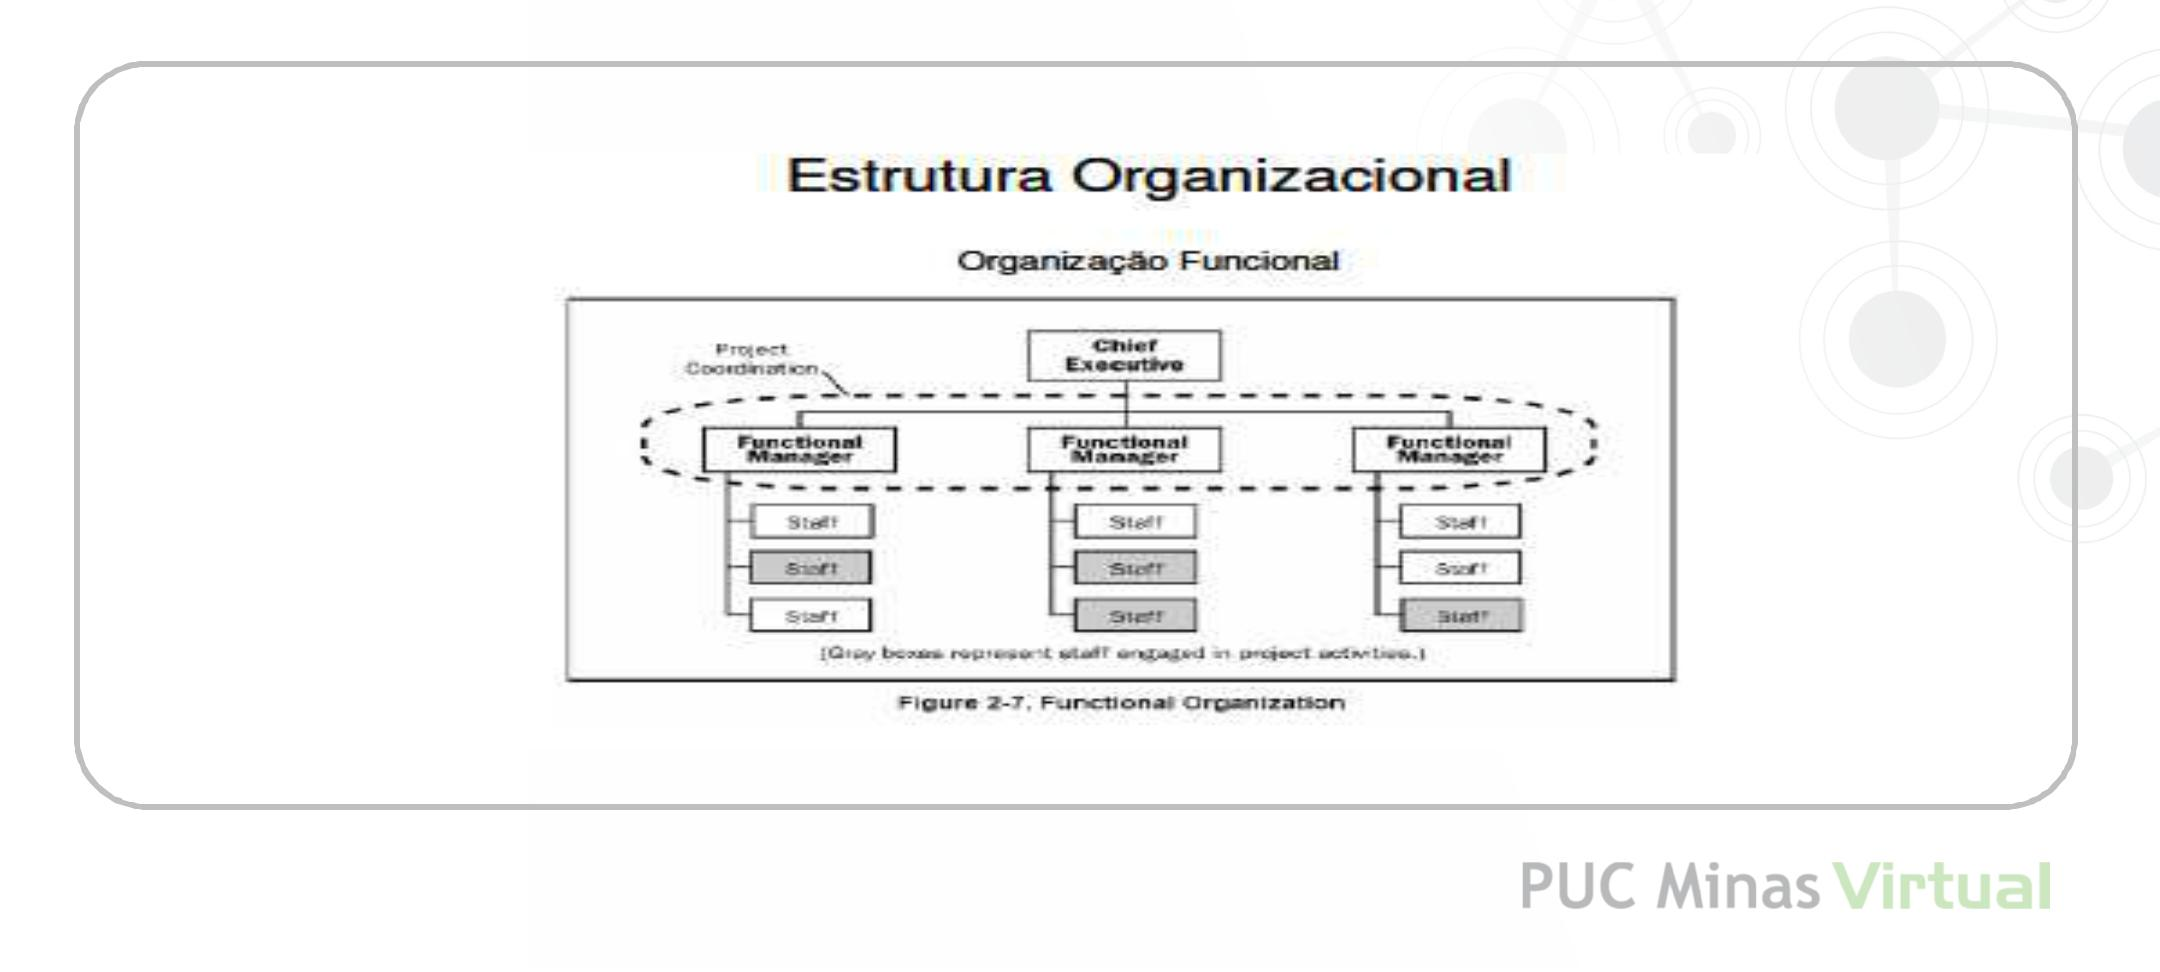 Estrutura Organizacional
Organização Funcional
Project
Coordination
Chief
Executive
Functional
Manager
Functional
Manager
Functional
Manager
Staff
Staff
Staff
Staff
Staff
Staff
Staff
Staff
Staff
(Gray boxes represent staff engaged in project activities.)
Figure 2-7. Functional Organization
PUC Minas Virtual